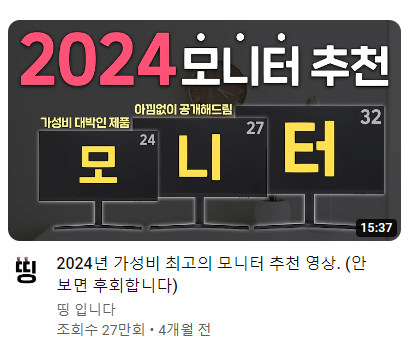 2024 모니터 추천
아낌없이 공개해드림
가성비 대박인 제품
24 27 32
모 니 터
15:37
띵
2024년 가성비 최고의 모니터 추천 영상. (안
보면 후회합니다)
띵 입니다
조회수 27만회 • 4개월 전